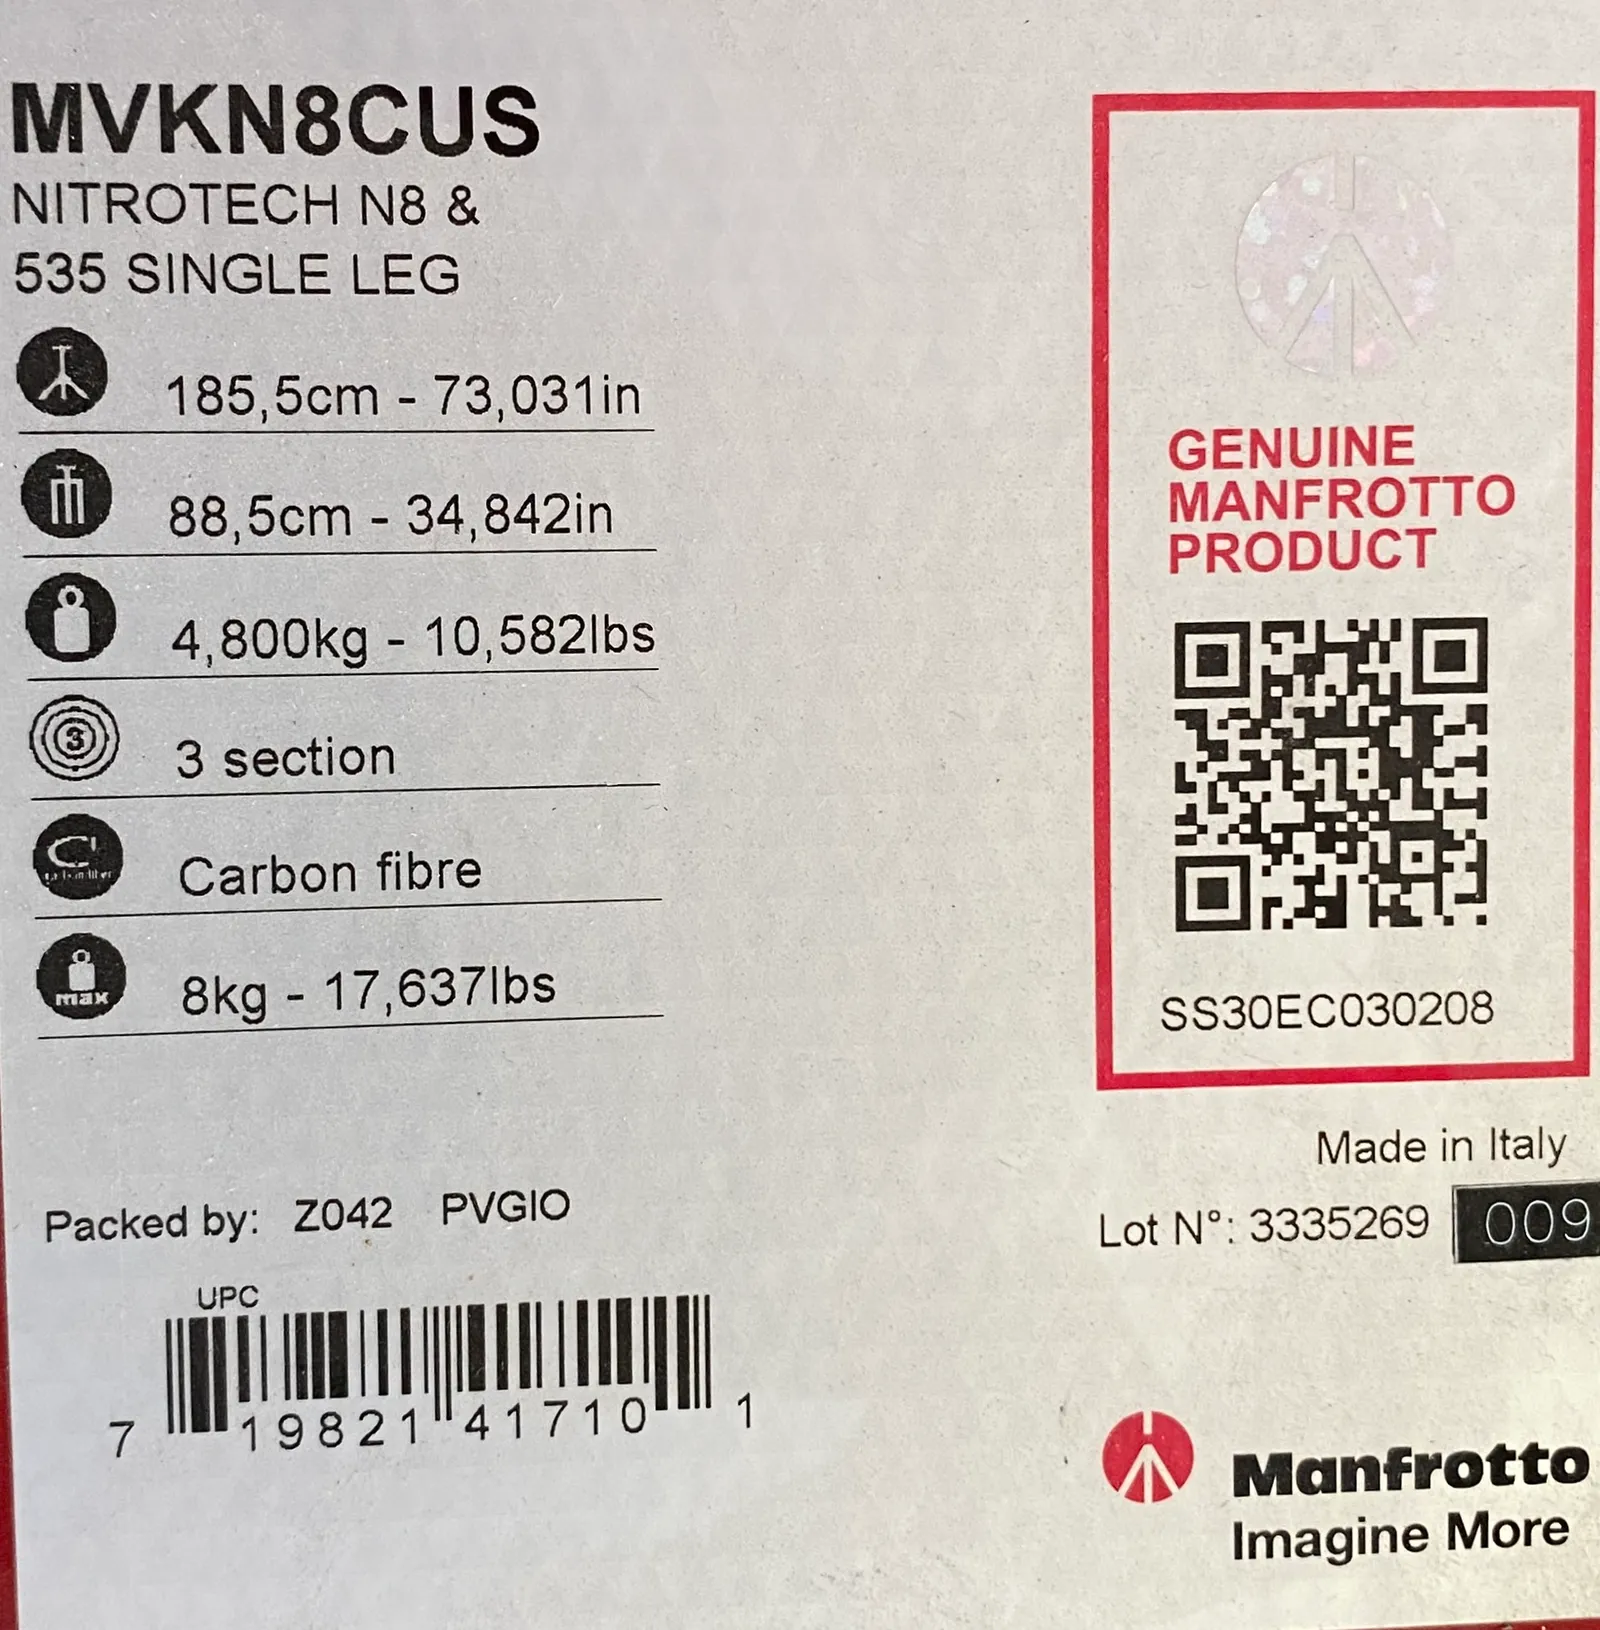 MVKN8CUS
NITROTECH N8 &
535 SINGLE LEG
185,5cm - 73,031in
88,5cm - 34,842in
4,800kg - 10,582lbs
3
3 section
Carbon fibre
max
8kg - 17,637lbs
GENUINE
MANFROTTO
PRODUCT
SS30EC030208
Made in Italy
Lot N°: 3335269 009
Packed by: Z042 PVGIO
UPC
7 19821 41710 1
Manfrotto
Imagine More